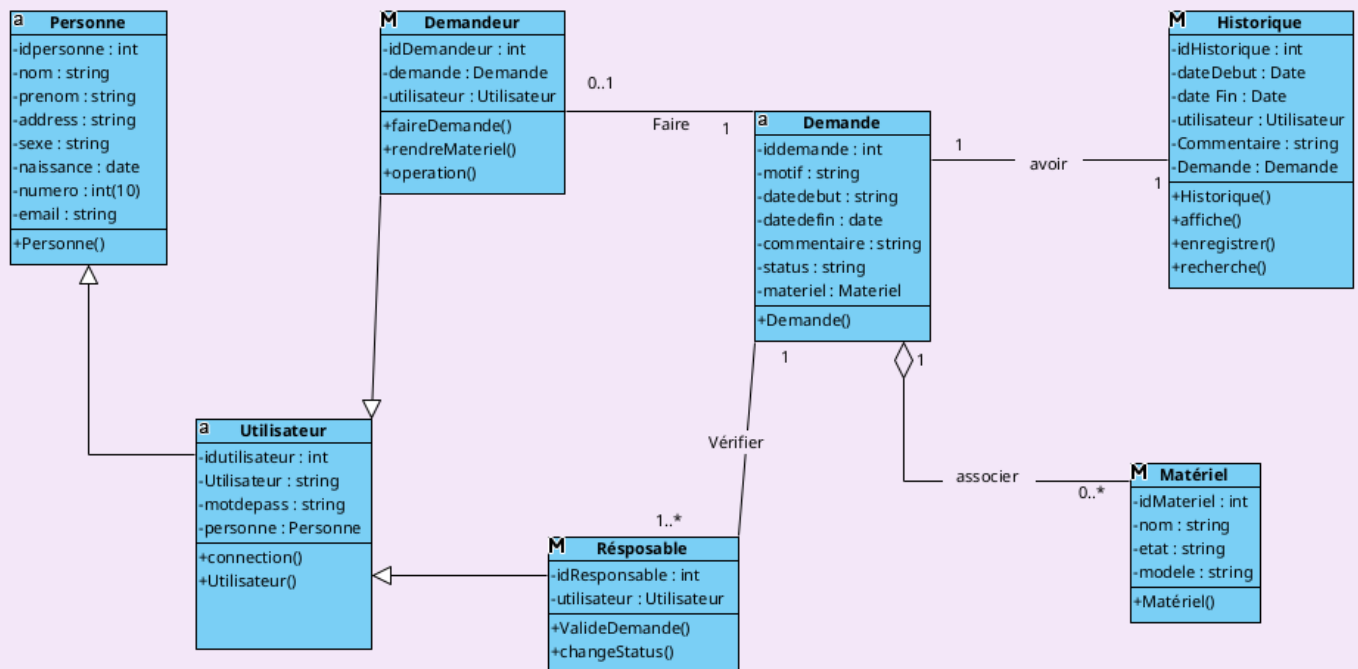 a Personne
-idpersonne : int
-nom : string
-prenom : string
-address : string
-sexe : string
-naissance : date
-numero : int(10)
-email : string
+Personne()
M Demandeur
-idDemandeur : int
-demande : Demande
-utilisateur : Utilisateur
+faireDemande()
+rendreMateriel()
+operation()
0..1
Faire
1
a Demande
-iddemande : int
-motif : string
-datedebut : string
-datedefin : date
-commentaire : string
-status : string
-materiel : Materiel
+Demande()
1
avoir
1
M Historique
-idHistorique : int
-dateDebut : Date
-date Fin : Date
-utilisateur : Utilisateur
-Commentaire : string
-Demande : Demande
+Historique()
+affiche()
+enregistrer()
+recherche()
1
1
Vérifier
1..*
associer
0..*
a Utilisateur
-idutilisateur : int
-Utilisateur : string
-motdepass : string
-personne : Personne
+connection()
+Utilisateur()
M Résposable
-idResponsable : int
-utilisateur : Utilisateur
+ValideDemande()
+changeStatus()
M Matériel
-idMateriel : int
-nom : string
-etat : string
-modele : string
+Matériel()